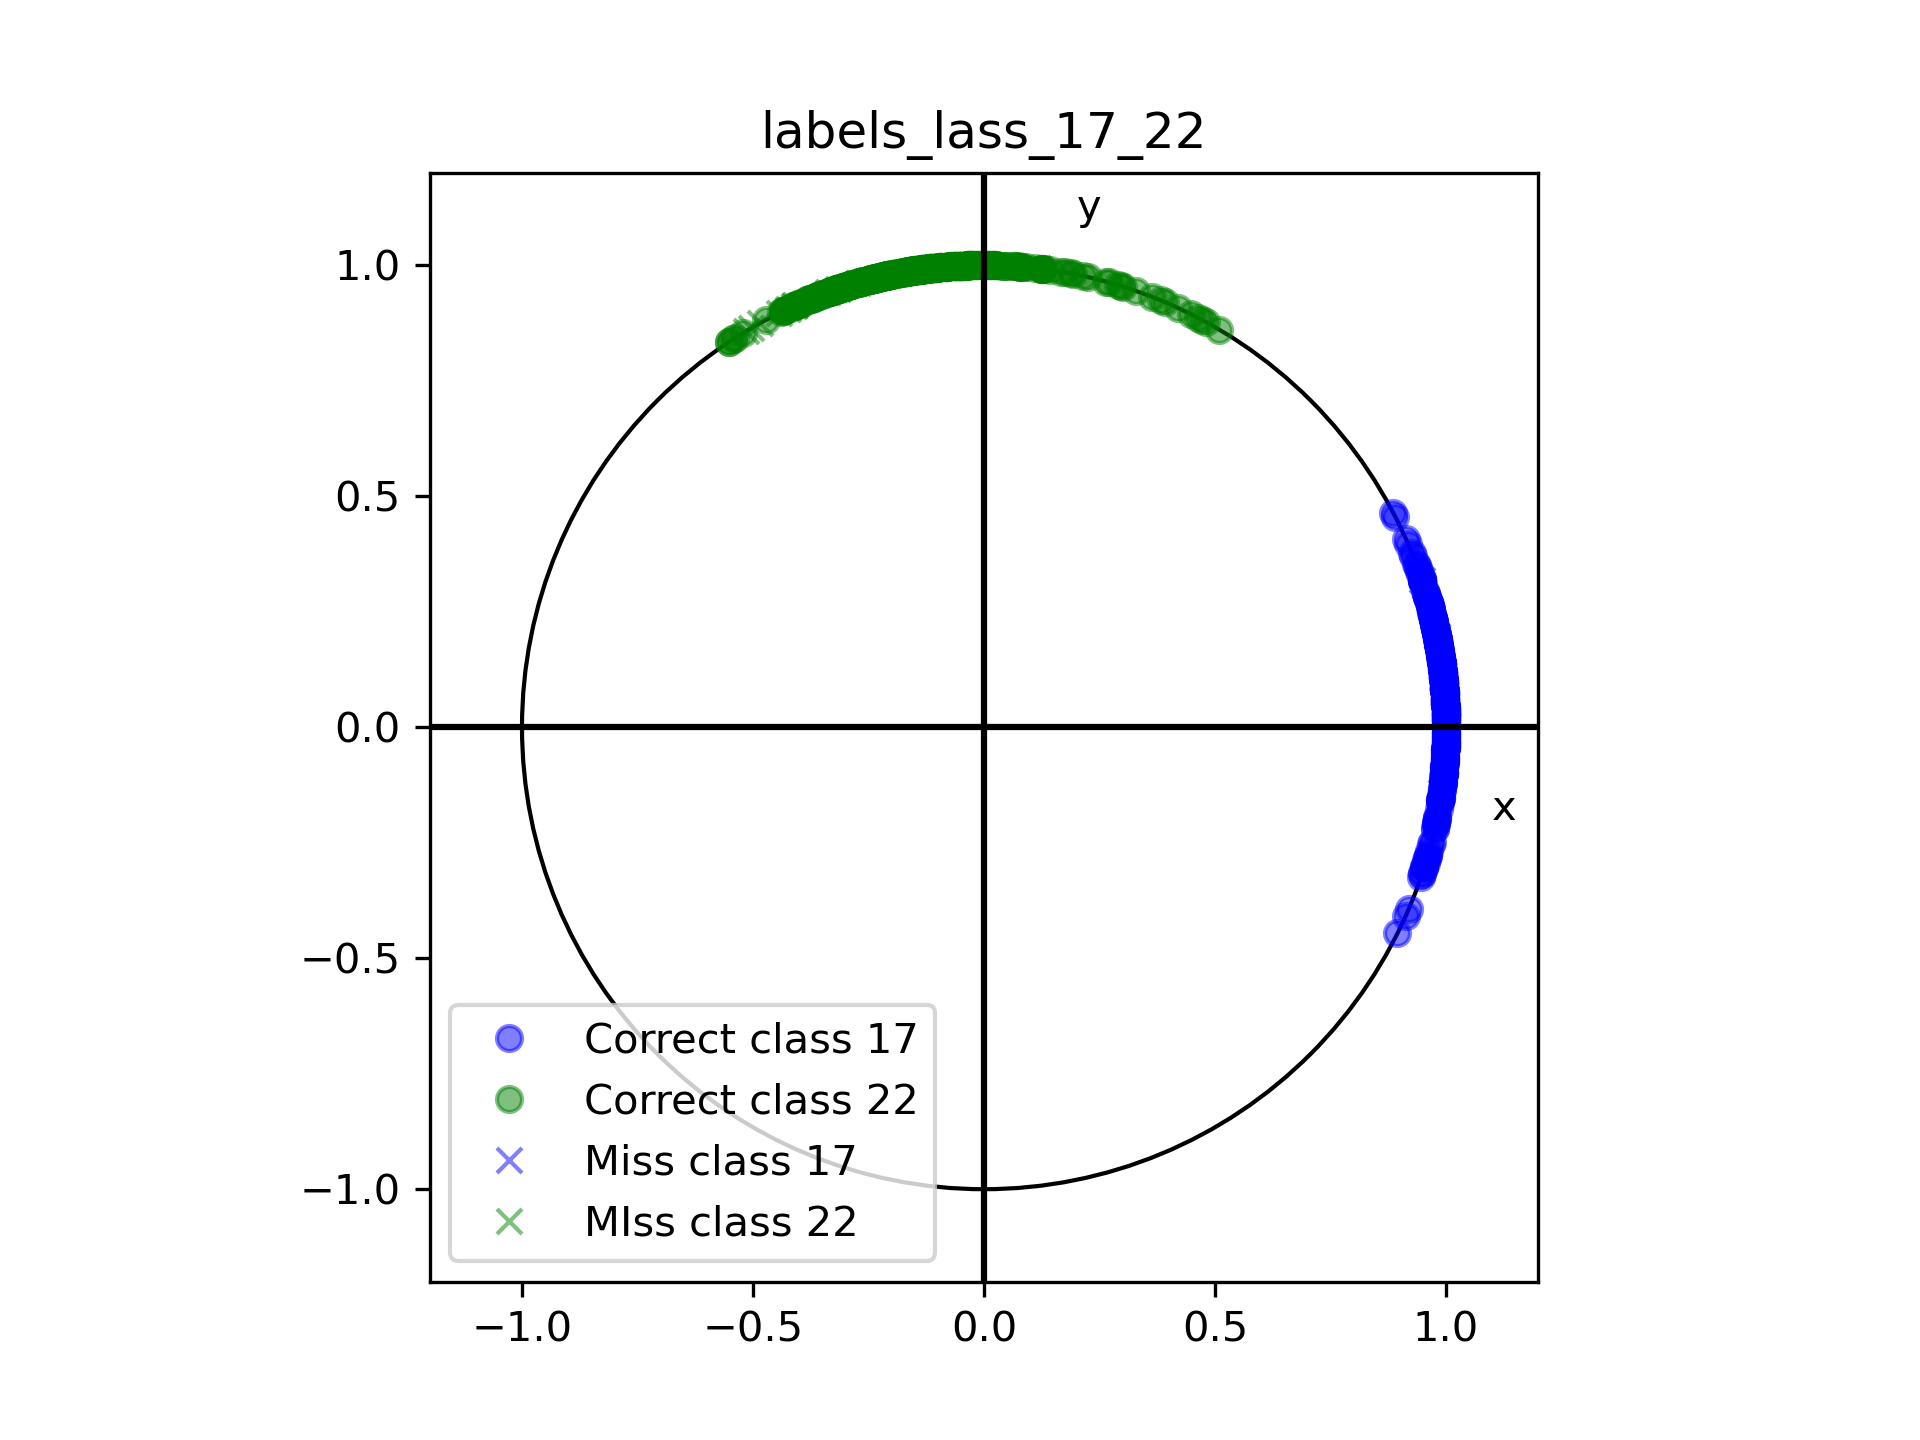 labels_lass_17_22
y
1.0
0.5
0.0
x
−0.5
−1.0
Correct class 17
Correct class 22
Miss class 17
MIss class 22
−1.0 −0.5 0.0 0.5 1.0